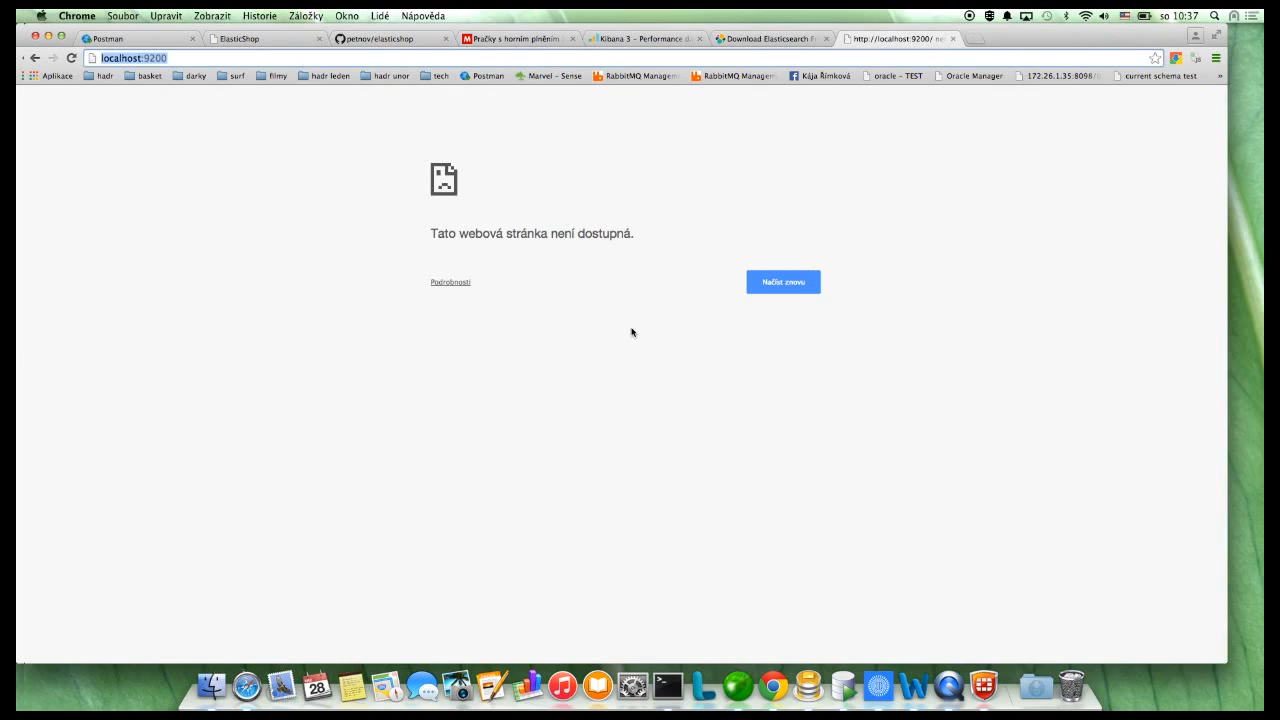 Chrome Soubor Upravit Zobrazit Historie Záložky Okno Lidé Nápověda so 10:37
Postman ElasticShop petnov/elasticshop Pračky s horním plněním Kibana 3 - Performance d Download Elasticsearch Fr http://localhost:9200/ ne
localhost:9200
Aplikace hadr basket darky surf filmy hadr leden hadr unor tech Postman Marvel - Sense RabbitMQ Managem RabbitMQ Managem Kája Římková oracle - TEST Oracle Manager 172.26.1.35:8098/ current schema test »
Tato webová stránka není dostupná.
Podrobnosti Načíst znovu
28